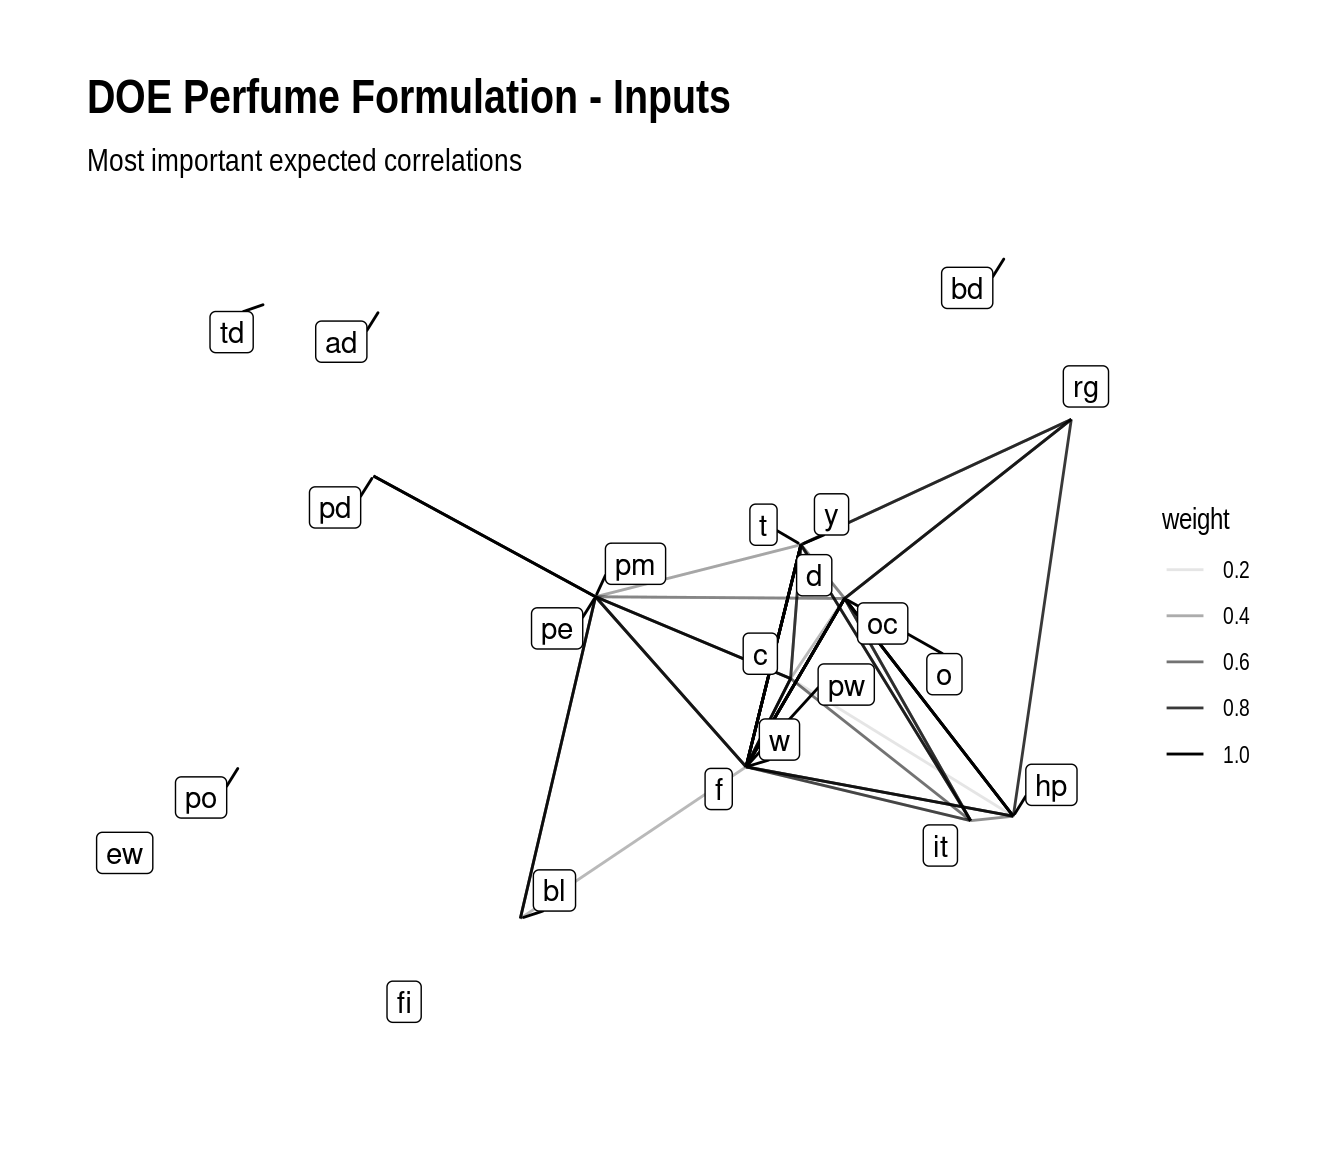 DOE Perfume Formulation - Inputs
Most important expected correlations
bd
td
ad
rg
pd
t
y
weight
pm
d
0.2
pe
oc
0.4
c
o
0.6
pw
w
0.8
f
hp
1.0
po
it
ew
bl
fi